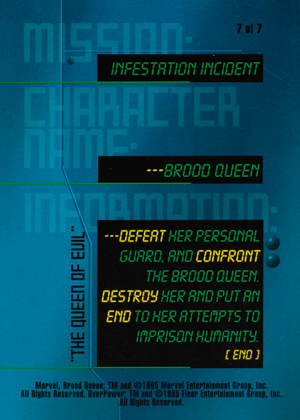 7 of 7
MISSION:
INFESTATION INCIDENT
CHARACTER
NAME:
---BROOD QUEEN
INFORMATION:
"THE QUEEN OF EVIL"
---DEFEAT HER PERSONAL
GUARD, AND CONFRONT
THE BROOD QUEEN.
DESTROY HER AND PUT AN
END TO HER ATTEMPTS TO
IMPRISON HUMANITY.
[ END ]
Marvel, Brood Queen: TM and ©1995 Marvel Entertainment Group, Inc.
All Rights Reserved. OverPower: TM and ©1995 Fleer Entertainment Group, Inc.
All Rights Reserved.